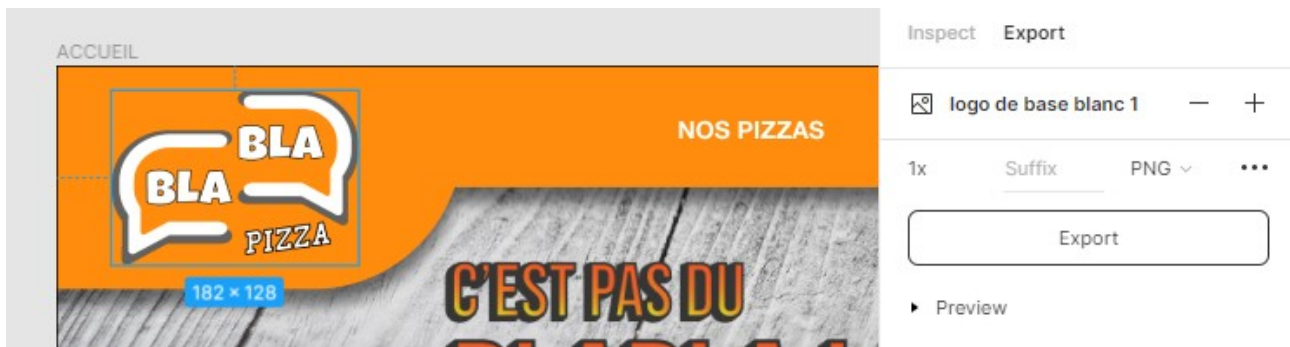 Inspect Export
ACCUEIL
logo de base blanc 1
BLA
NOS PIZZAS
BLA
1x Suffix PNG
PIZZA
Export
C'EST PAS DU
182 × 128
Preview